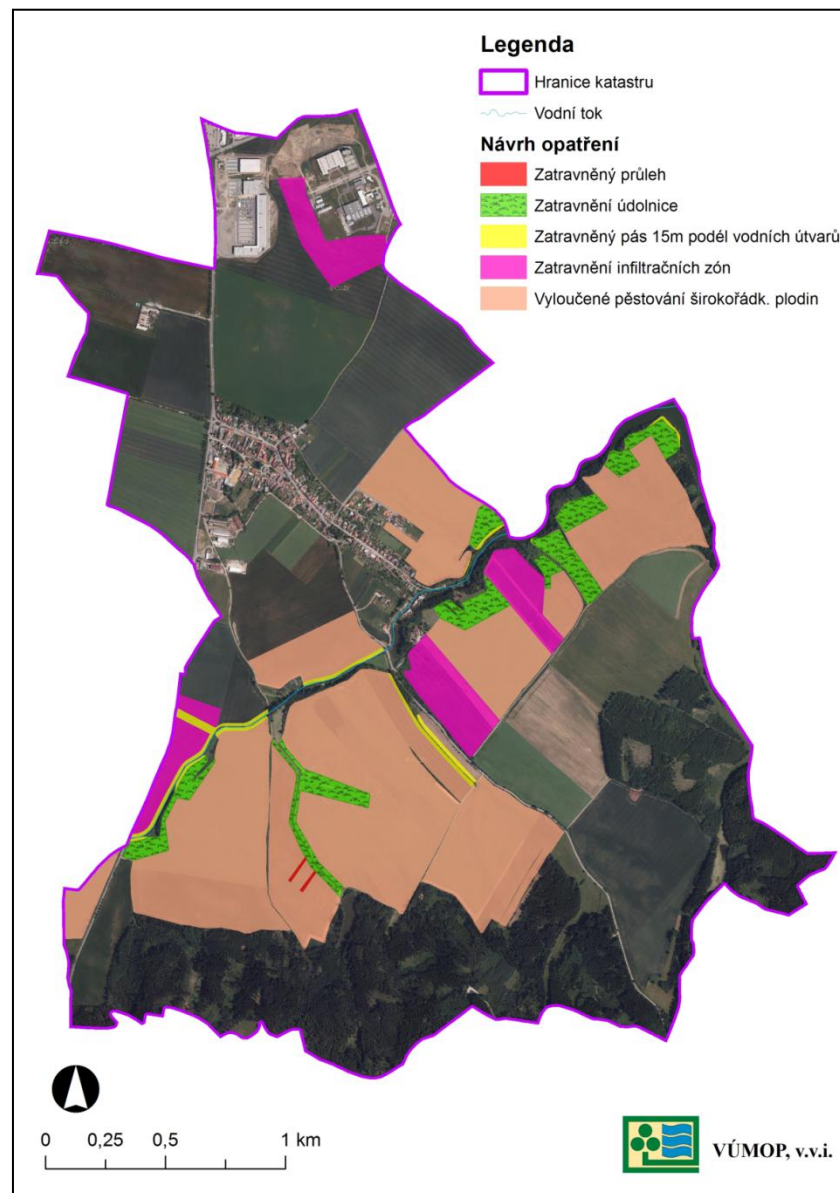 Legenda
Hranice katastru
Vodní tok
Návrh opatření
Zatravněný průleh
Zatravnění údolnice
Zatravněný pás 15m podél vodních útvarů
Zatravnění infiltračních zón
Vyloučené pěstování širokořádk. plodin
0 0,25 0,5 1 km
VÚMOP, v.v.i.